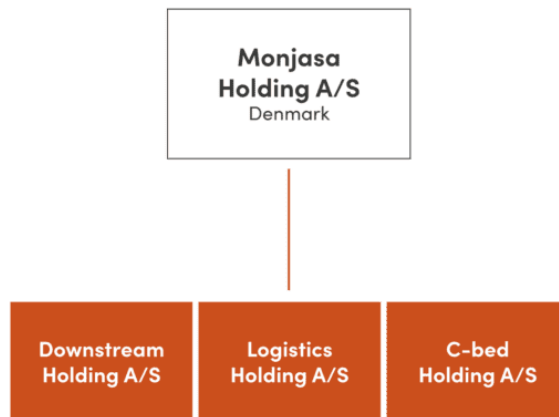 Monjasa
Holding A/S
Denmark
Downstream
Holding A/S
Logistics
Holding A/S
C-bed
Holding A/S